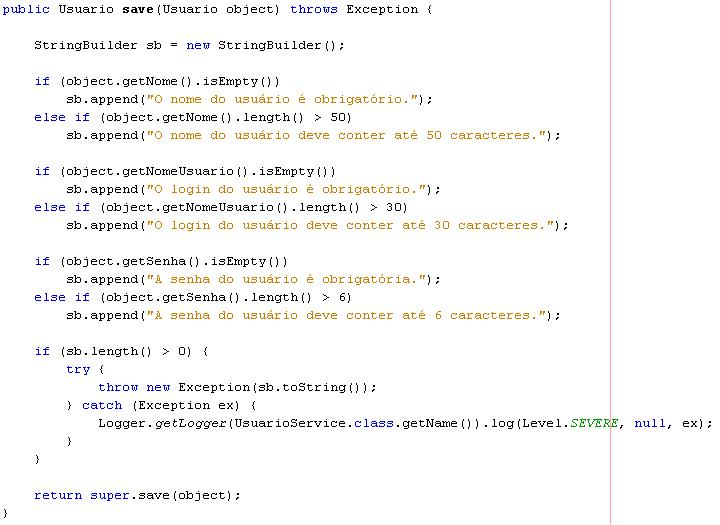 public Usuario save(Usuario object) throws Exception {
StringBuilder sb = new StringBuilder();
if (object.getNome().isEmpty())
sb.append("O nome do usuário é obrigatório.");
else if (object.getNome().length() > 50)
sb.append("O nome do usuário deve conter até 50 caracteres.");
if (object.getNomeUsuario().isEmpty())
sb.append("O login do usuário é obrigatório.");
else if (object.getNomeUsuario().length() > 30)
sb.append("O login do usuário deve conter até 30 caracteres.");
if (object.getSenha().isEmpty())
sb.append("A senha do usuário é obrigatória.");
else if (object.getSenha().length() > 6)
sb.append("A senha do usuário deve conter até 6 caracteres.");
if (sb.length() > 0) {
try {
throw new Exception(sb.toString());
} catch (Exception ex) {
Logger.getLogger(UsuarioService.class.getName()).log(Level.SEVERE, null, ex);
}
}
return super.save(object);
}